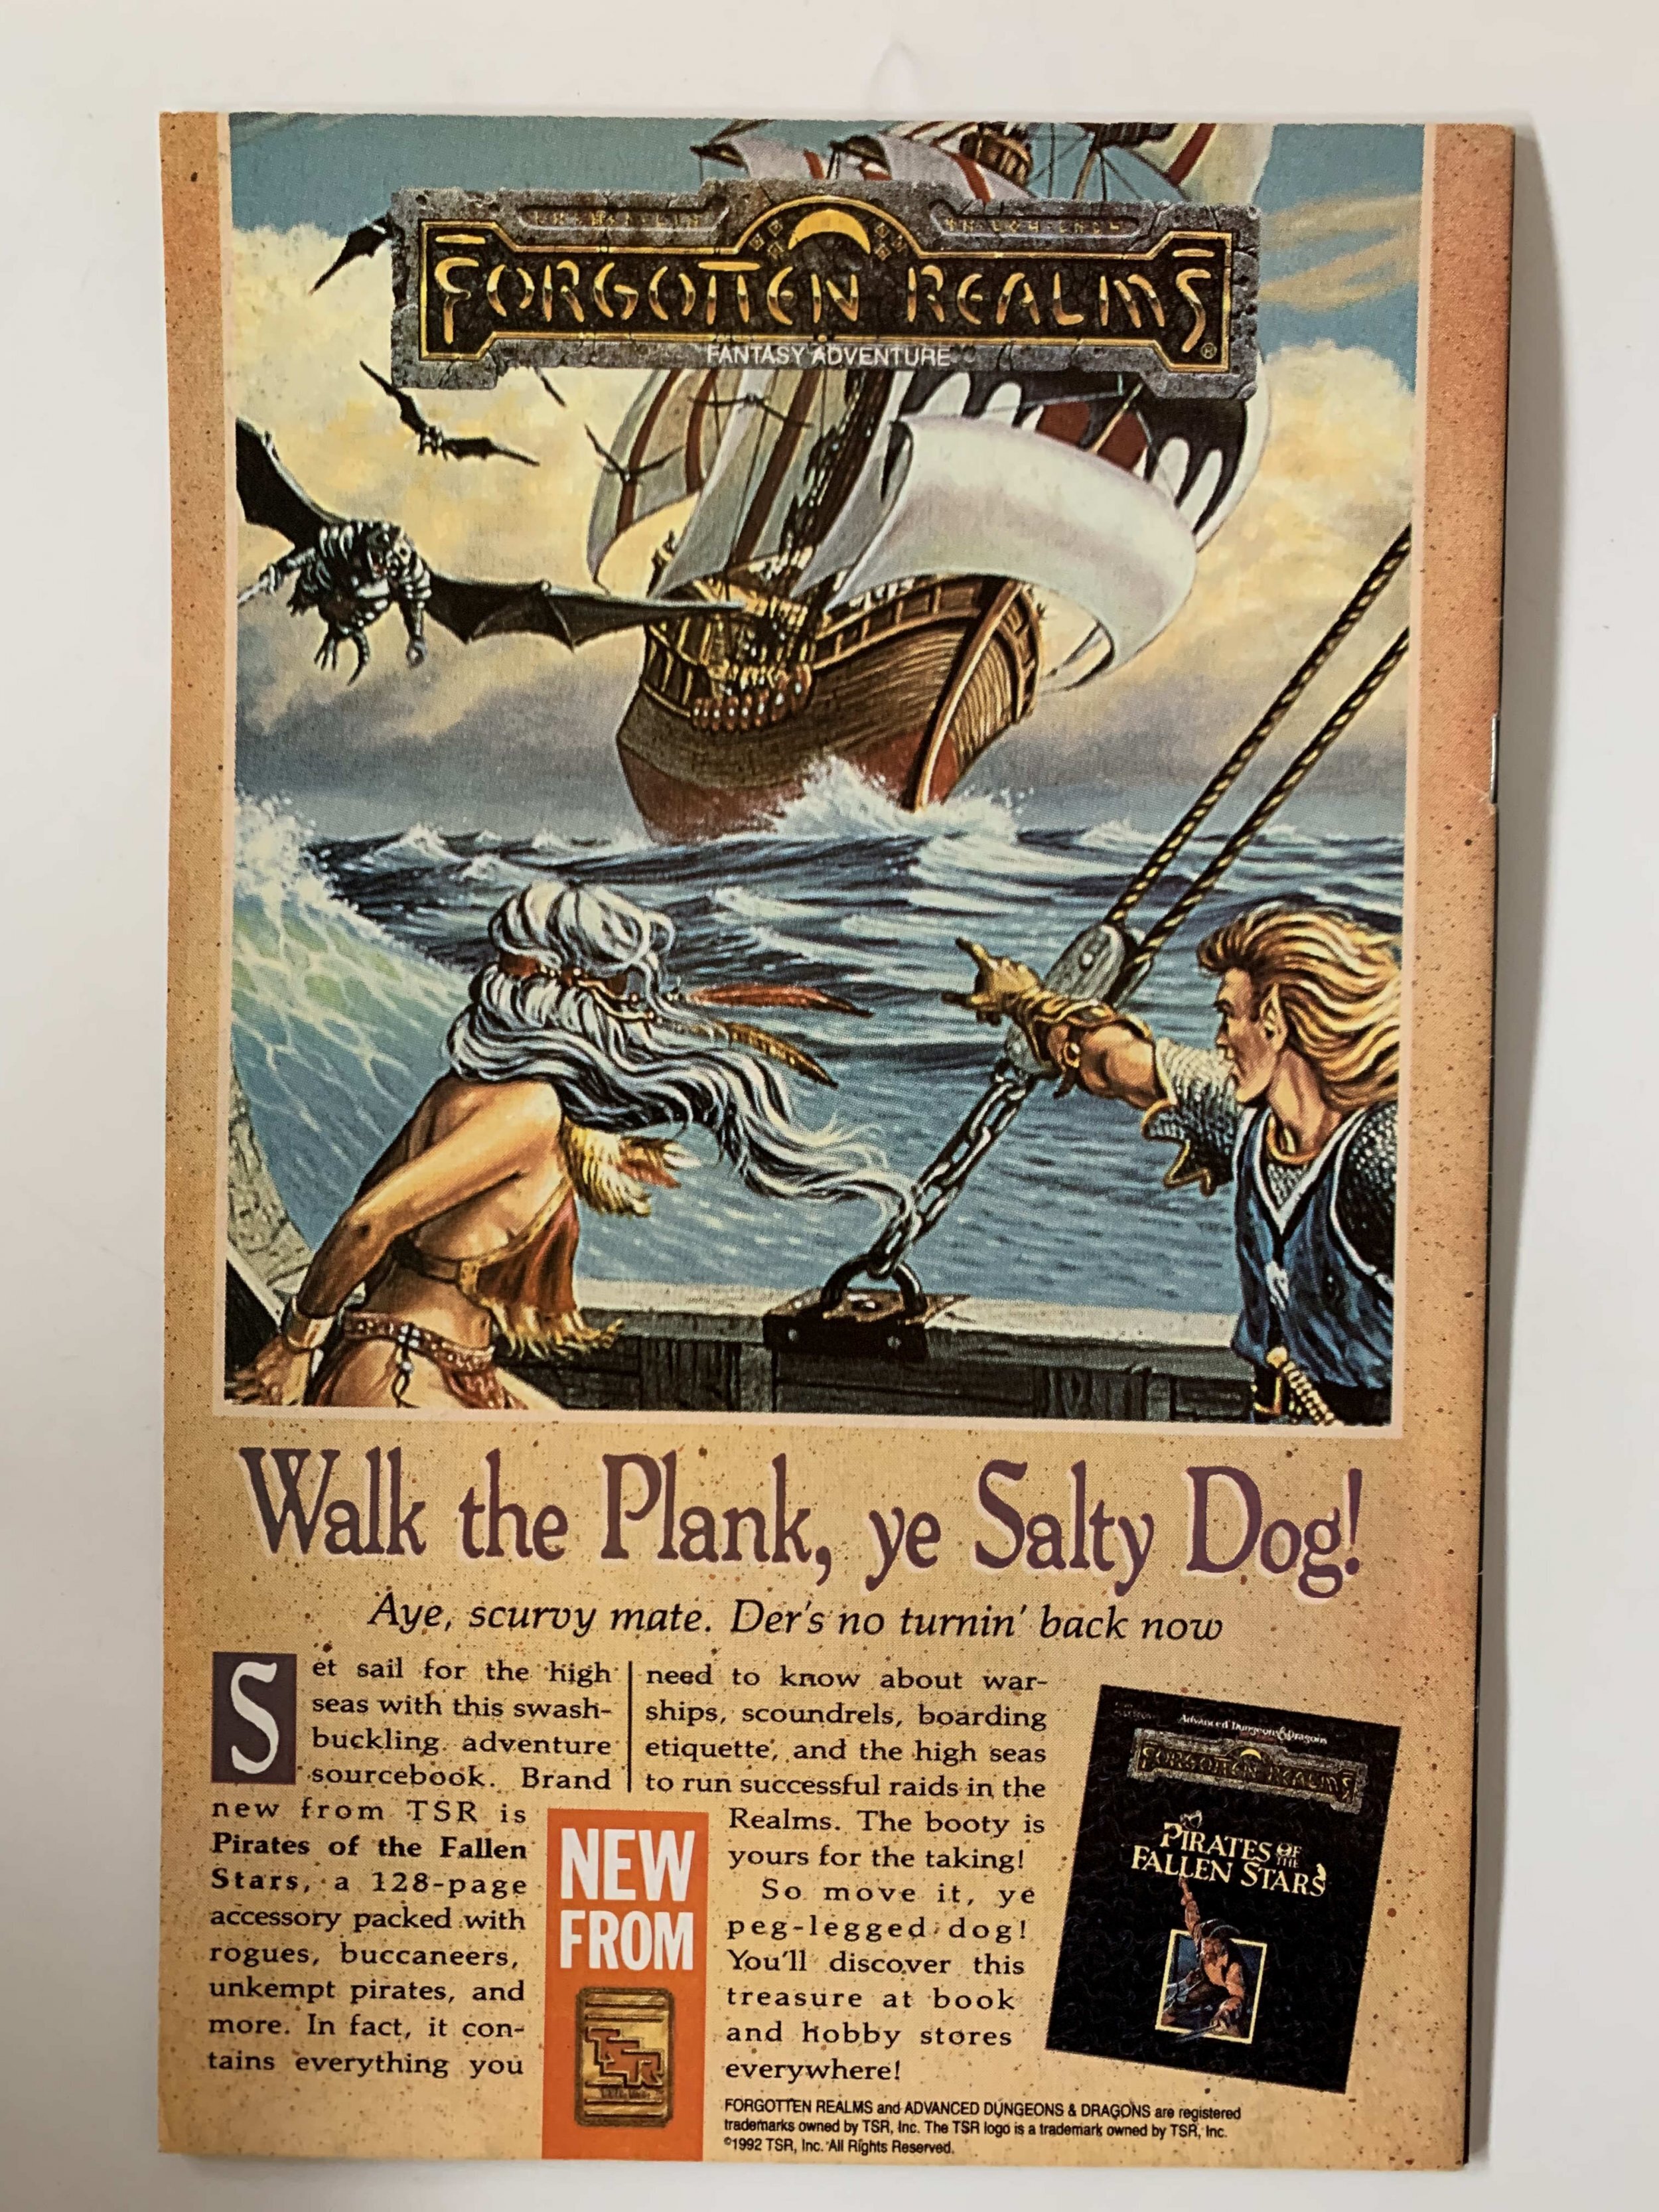 FORGOTTEN REALMS®
FANTASY ADVENTURE
Walk the Plank, ye Salty Dog!
Aye, scurvy mate. Der's no turnin' back now
Set sail for the high
seas with this swash-
buckling adventure
sourcebook. Brand
new from TSR is
Pirates of the Fallen
Stars, a 128-page
accessory packed with
rogues, buccaneers,
unkempt pirates, and
more. In fact, it con-
tains everything you
need to know about war-
ships, scoundrels, boarding
etiquette, and the high seas
to run successful raids in the
Realms. The booty is
yours for the taking!
So move it, ye
peg-legged dog!
You'll discover this
treasure at book
and hobby stores
everywhere!
NEW
FROM
TSR
Advanced Dungeons & Dragons
FORGOTTEN REALMS
PIRATES OF
THE
FALLEN STARS
FORGOTTEN REALMS and ADVANCED DUNGEONS & DRAGONS are registered
trademarks owned by TSR, Inc. The TSR logo is a trademark owned by TSR, Inc.
©1992 TSR, Inc. All Rights Reserved.